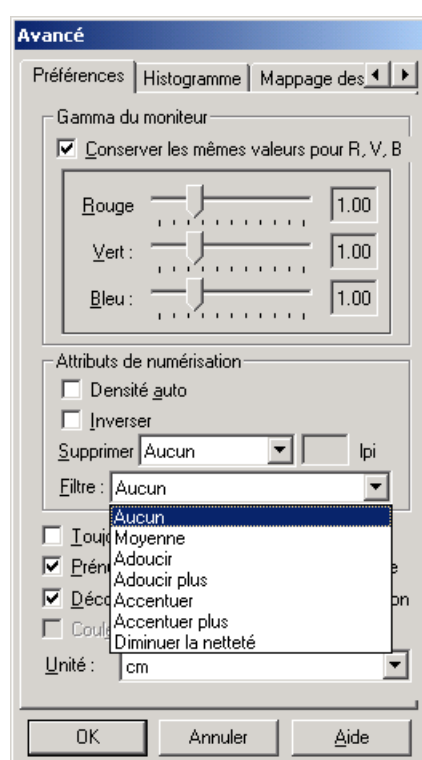 Avancé
Préférences Histogramme Mappage des
Gamma du moniteur
Conserver les mêmes valeurs pour R, V, B
Rouge 1.00
Vert : 1.00
Bleu : 1.00
Attributs de numérisation
Densité auto
Inverser
Supprimer Aucun lpi
Filtre : Aucun
Aucun
Moyenne
Adoucir
Adoucir plus
Accentuer
Accentuer plus
Diminuer la netteté
Unité : cm
OK Annuler Aide